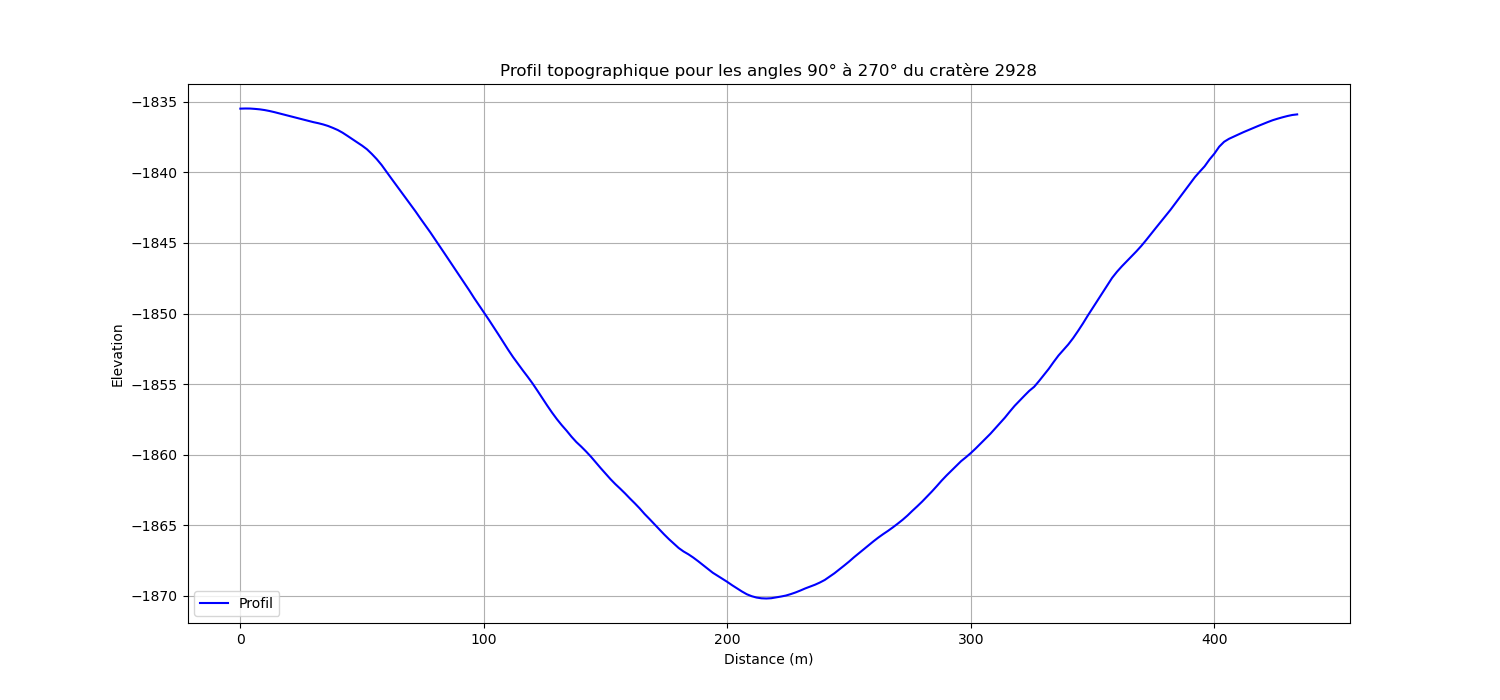 Profil topographique pour les angles 90° à 270° du cratère 2928
−1835
−1840
−1845
−1850
−1855
−1860
−1865
−1870
Elevation
Profil
0 100 200 300 400
Distance (m)